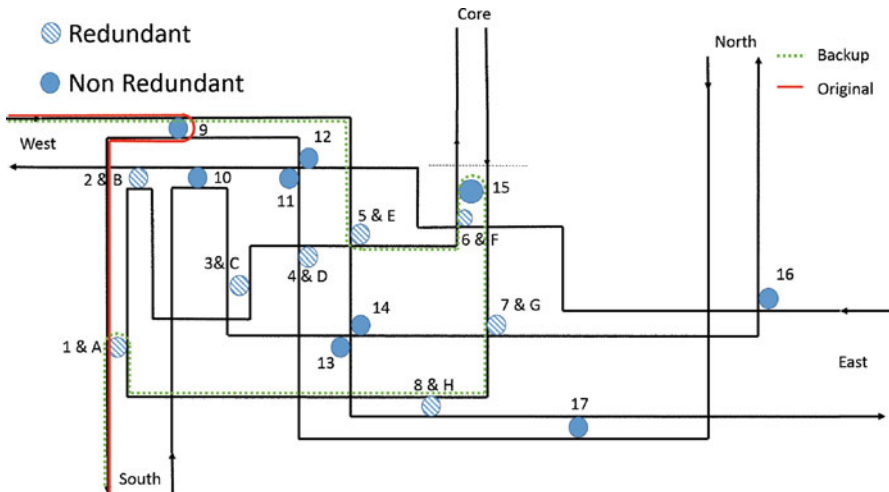 Core
Redundant
North
Non Redundant
Backup
Original
9
12
West
2 & B
10
11
15
5 & E
6 & F
3& C
4 & D
16
14
7 & G
1 & A
13
East
8 & H
17
South